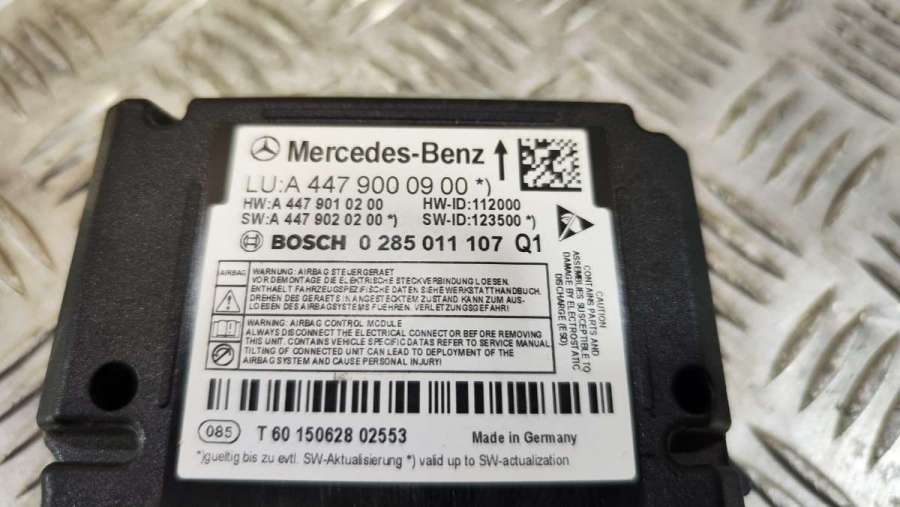 Mercedes-Benz
LU:A 447 900 09 00 *)
HW:A 447 901 02 00 HW-ID:112000
SW:A 447 902 02 00 *) SW-ID:123500 *)
BOSCH 0 285 011 107 Q1
AIRBAG
WARNUNG: AIRBAG STEUERGERAET
VOR DEMONTAGE DIE ELEKTRISCHE STECKVERBINDUNG LOESEN.
ENTHAELT FAHRZEUGSPEZIFISCHE DATEN SIEHE WERKSTATTHANDBUCH.
DREHEN DES GERAETS IN ANGESTECKTEM ZUSTAND KANN ZUM AUS-
LOESEN DES AIRBAGSYSTEMS FUEHREN. VERLETZUNGSGEFAHR!
WARNING: AIRBAG CONTROL MODULE
ALWAYS DISCONNECT THE ELECTRICAL CONNECTOR BEFORE REMOVING
THIS UNIT. CONTAINS VEHICLE SPECIFIC DATAS REFER TO SERVICE MANUAL
TILTING OF CONNECTED UNIT CAN LEAD TO DEPLOYMENT OF THE
AIRBAG SYSTEM AND CAUSE PERSONAL INJURY!
CAUTION
CONTAINS PARTS AND
ASSEMBLIES SUSCEPTIBLE TO
DAMAGE BY ELECTROSTATIC
DISCHARGE (ESD)
085 T 60 150628 02553 Made in Germany
*)gueltig bis zu evtl. SW-Aktualisierung *) valid up to SW-actualization